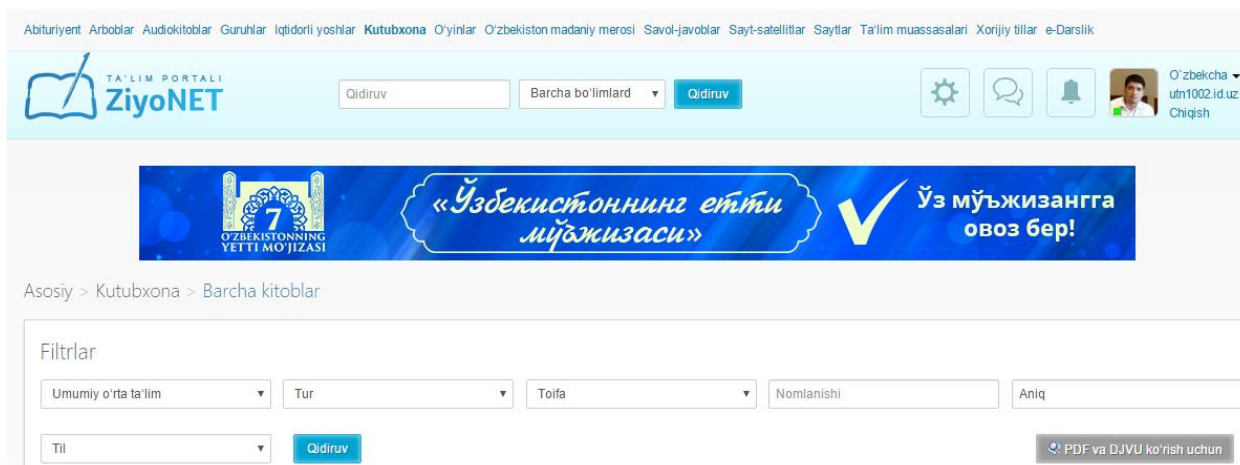 Abituriyent Arboblar Audiokitoblar Guruhlar Iqtidorli yoshlar Kutubxona O'yinlar O'zbekiston madaniy merosi Savol-javoblar Sayt-satellitlar Saytlar Ta'lim muassasalari Xorijiy tillar e-Darslik
TA'LIM PORTALI
ZiyoNET
Qidiruv
Barcha bo'limlard
Qidiruv
O`zbekcha
utn1002.id.uz
Chiqish
7
O'ZBEKISTONNING
YETTI MO'JIZASI
«Ўзбекистоннинг етти
мўъжизаси»
Ўз мўъжизангга
овоз бер!
Asosiy > Kutubxona > Barcha kitoblar
Filtrlar
Umumiy o'rta ta'lim Tur Toifa Nomlanishi Aniq
Til Qidiruv PDF va DJVU ko'rish uchun